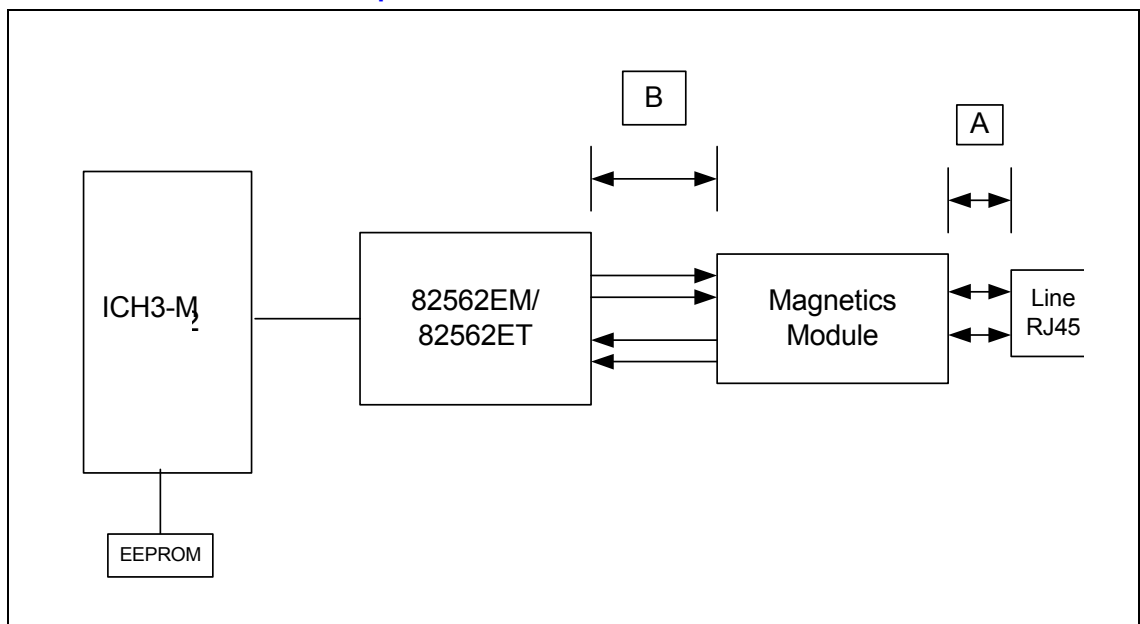 B
A
ICH3-M
82562EM/
82562ET
Magnetics
Module
Line
RJ45
EEPROM